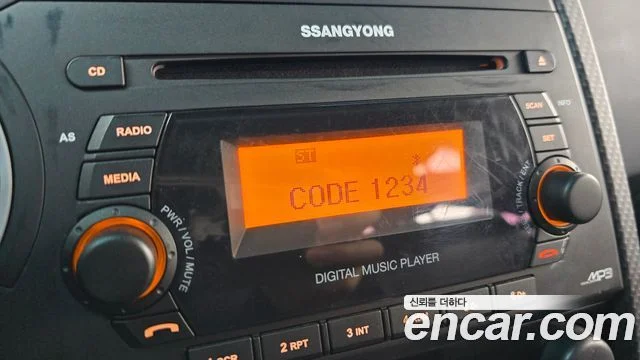 SSANGYONG
CD
SCAN
INFO
AS
RADIO
SET
MEDIA
ST
CODE 1234
PWR / VOL / MUTE
TRACK / ENT
DIGITAL MUSIC PLAYER
MP3
2 RPT
3 INT
신뢰를 더하다
encar.com